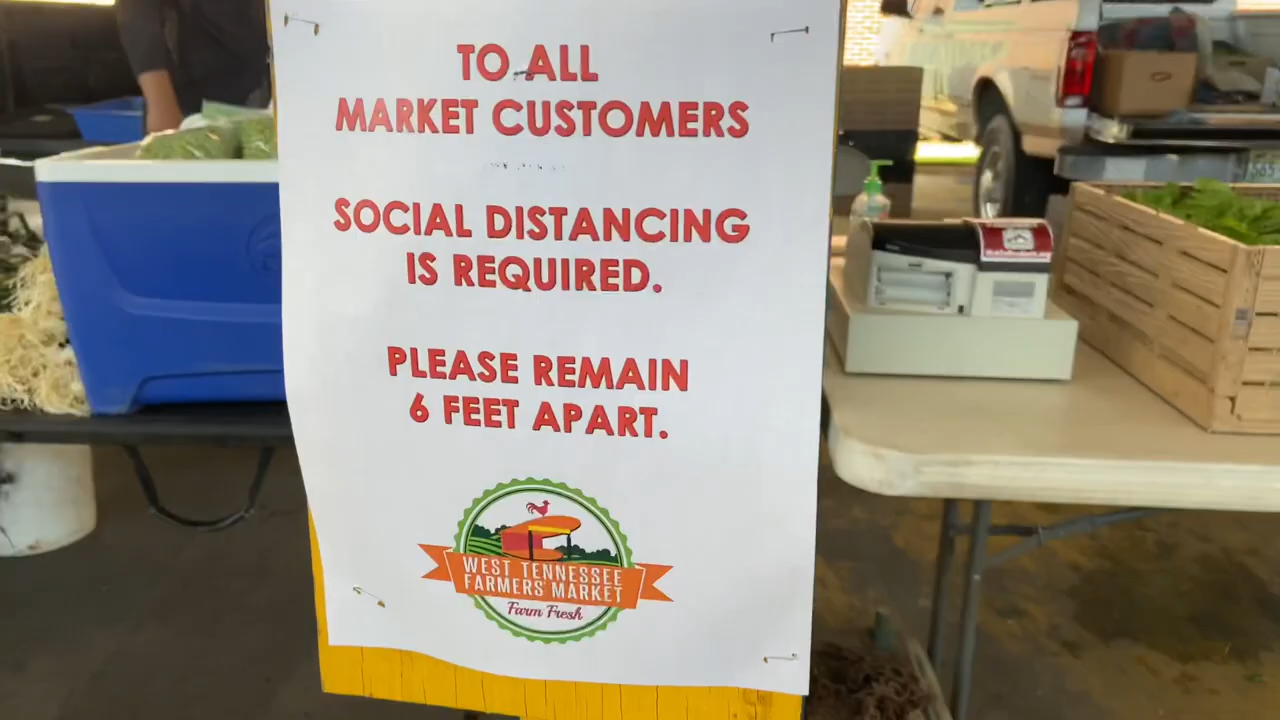 TO ALL
MARKET CUSTOMERS
SOCIAL DISTANCING
IS REQUIRED.
PLEASE REMAIN
6 FEET APART.
WEST TENNESSEE
FARMERS MARKET
Farm Fresh